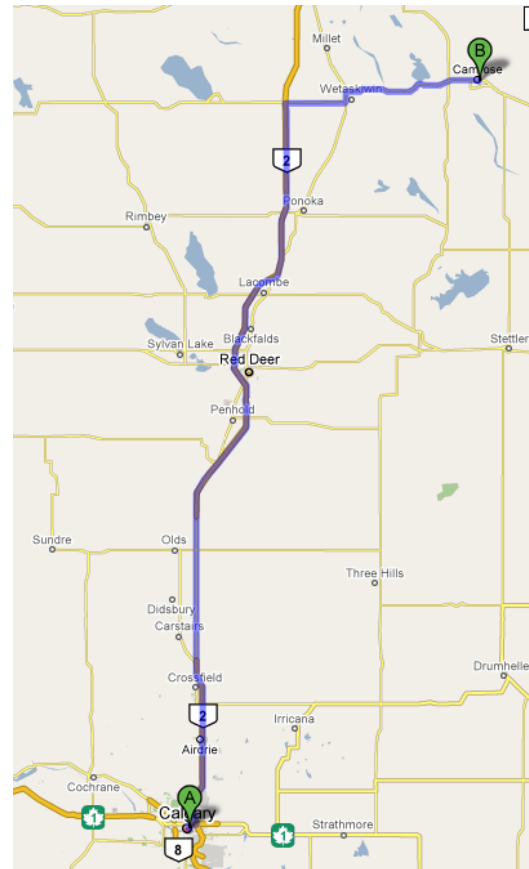 Millet
B
Camrose
Wetaskiwin
2
Ponoka
Rimbey
Lacombe
Blackfalds
Sylvan Lake
Stettler
Red Deer
Penhold
Sundre
Olds
Three Hills
Didsbury
Carstairs
Drumhelle
Crossfield
2
Irricana
Airdrie
Cochrane
A
Calgary
1
Strathmore
1
8